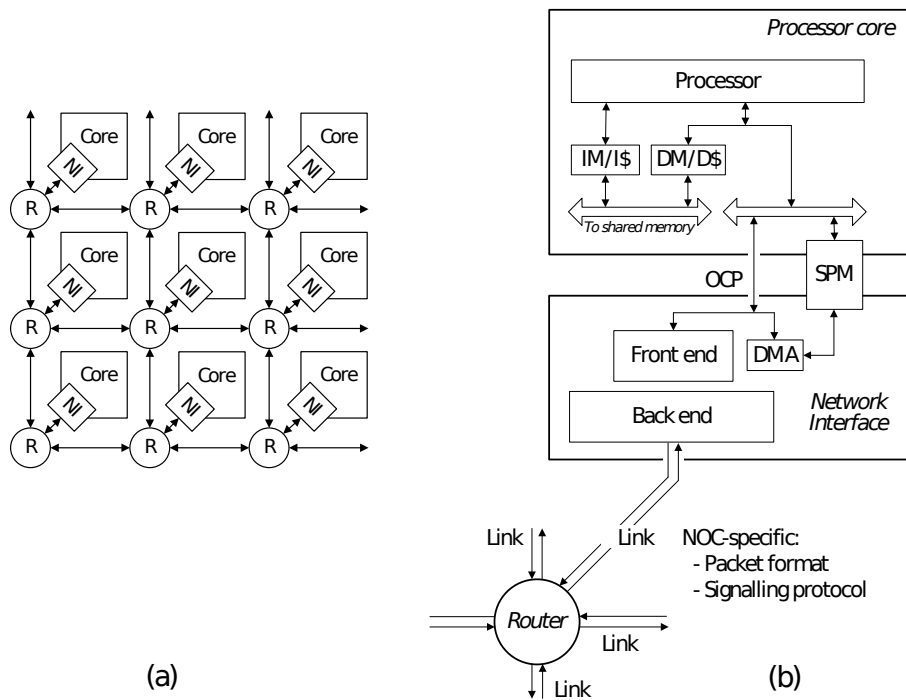 Core
Core
Core
NI
NI
NI
R
R
R
Core
Core
Core
NI
NI
NI
R
R
R
Core
Core
Core
NI
NI
NI
R
R
R
(a)
Processor core
Processor
IM/I$
DM/D$
To shared memory
OCP
SPM
Front end
DMA
Back end
Network
Interface
Link
Link
NOC-specific:
- Packet format
- Signalling protocol
Router
Link
Link
(b)